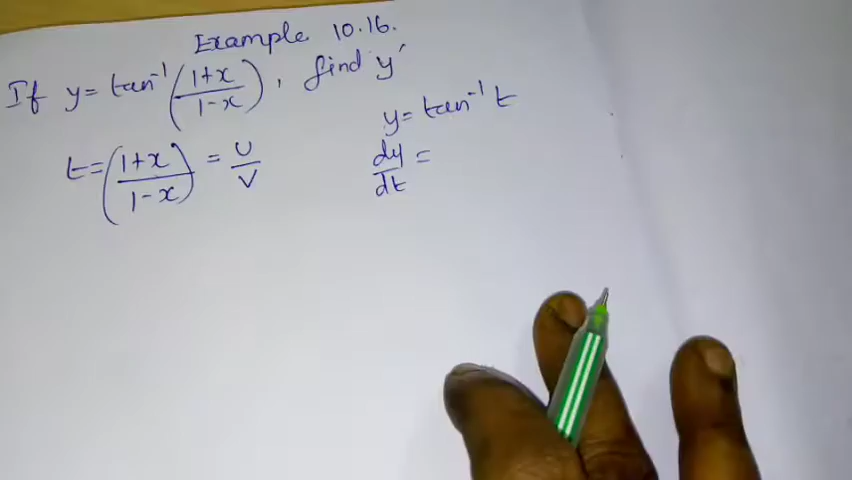 Example 10.16.
If y = tan⁻¹ ((1+x)/(1-x)), find y'
y = tan⁻¹ t
t = ((1+x)/(1-x)) = U/V
dy/dt =